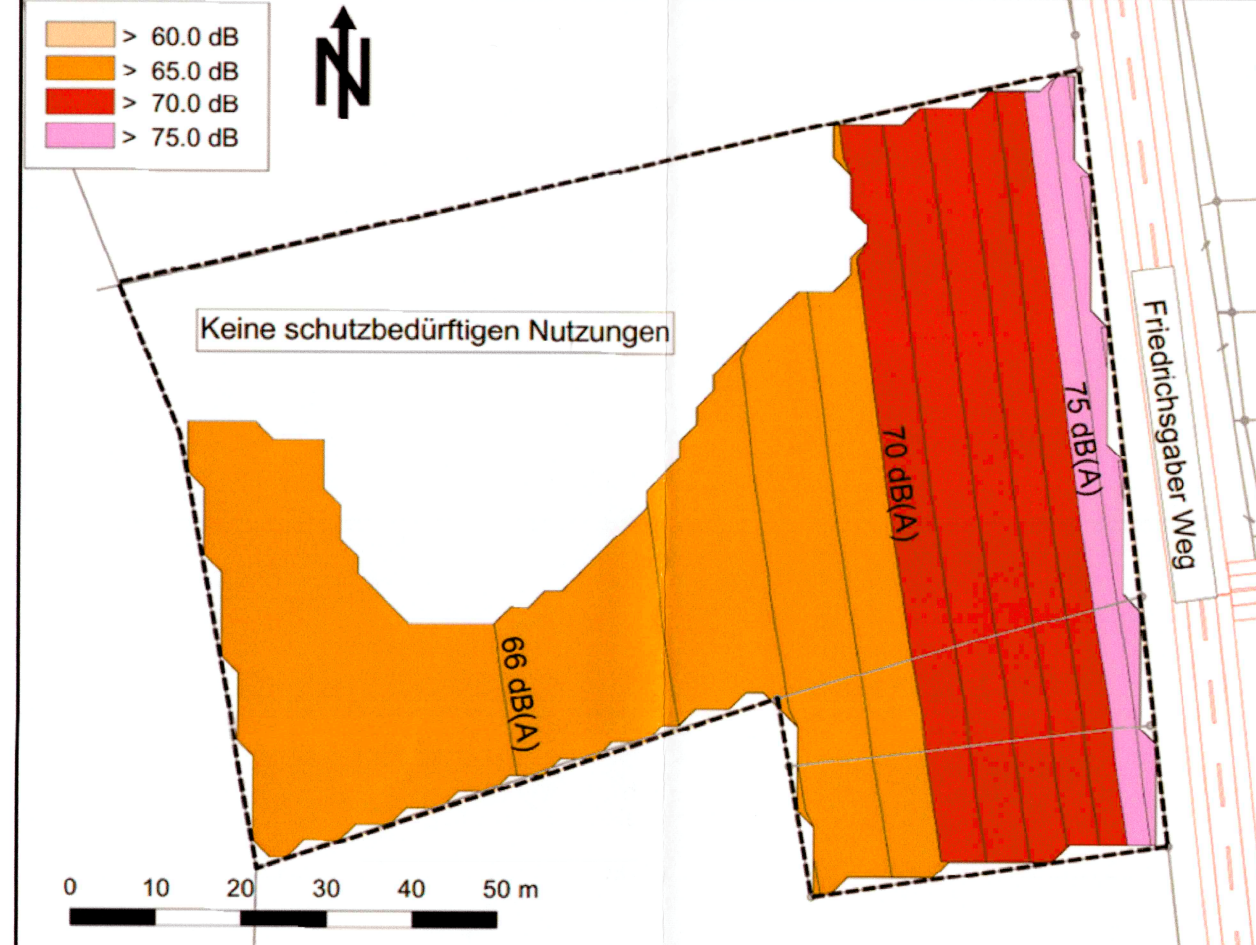 > 60.0 dB
> 65.0 dB
> 70.0 dB
> 75.0 dB
N
Keine schutzbedürftigen Nutzungen
Friedrichsgaber Weg
75 dB(A)
70 dB(A)
66 dB(A)
0 10 20 30 40 50 m